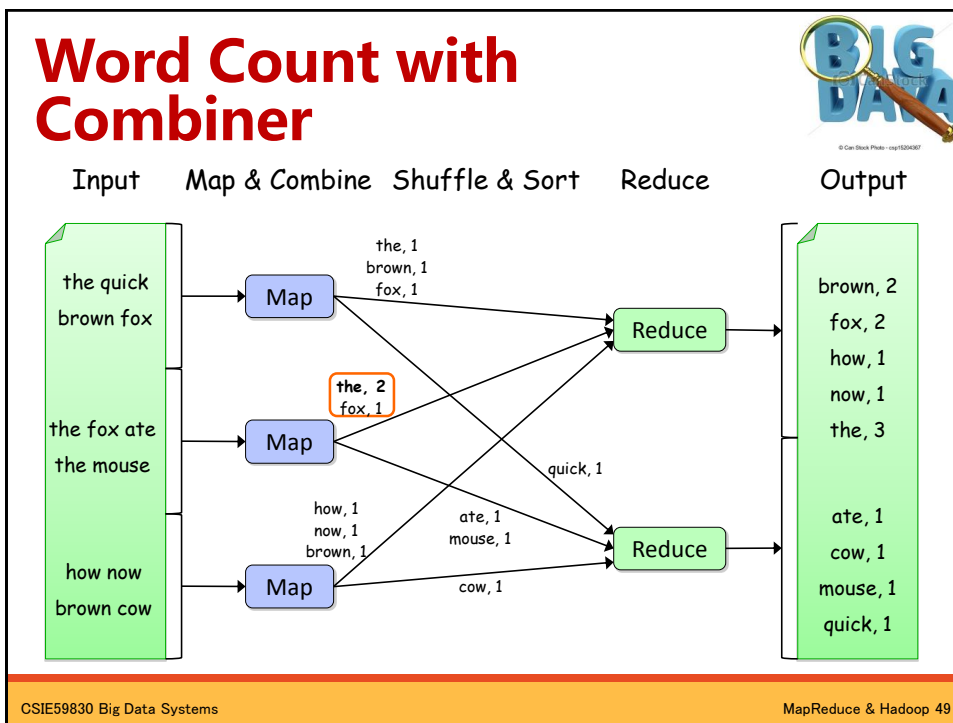 Word Count with
Combiner
BIG
DATA
(C) CanStock
© Can Stock Photo - csp15204367
Input Map & Combine Shuffle & Sort Reduce Output
the quick
brown fox
the fox ate
the mouse
how now
brown cow
Map
Map
Map
the, 1
brown, 1
fox, 1
the, 2
fox, 1
how, 1
now, 1
brown, 1
quick, 1
ate, 1
mouse, 1
cow, 1
Reduce
Reduce
brown, 2
fox, 2
how, 1
now, 1
the, 3
ate, 1
cow, 1
mouse, 1
quick, 1
CSIE59830 Big Data Systems
MapReduce & Hadoop 49